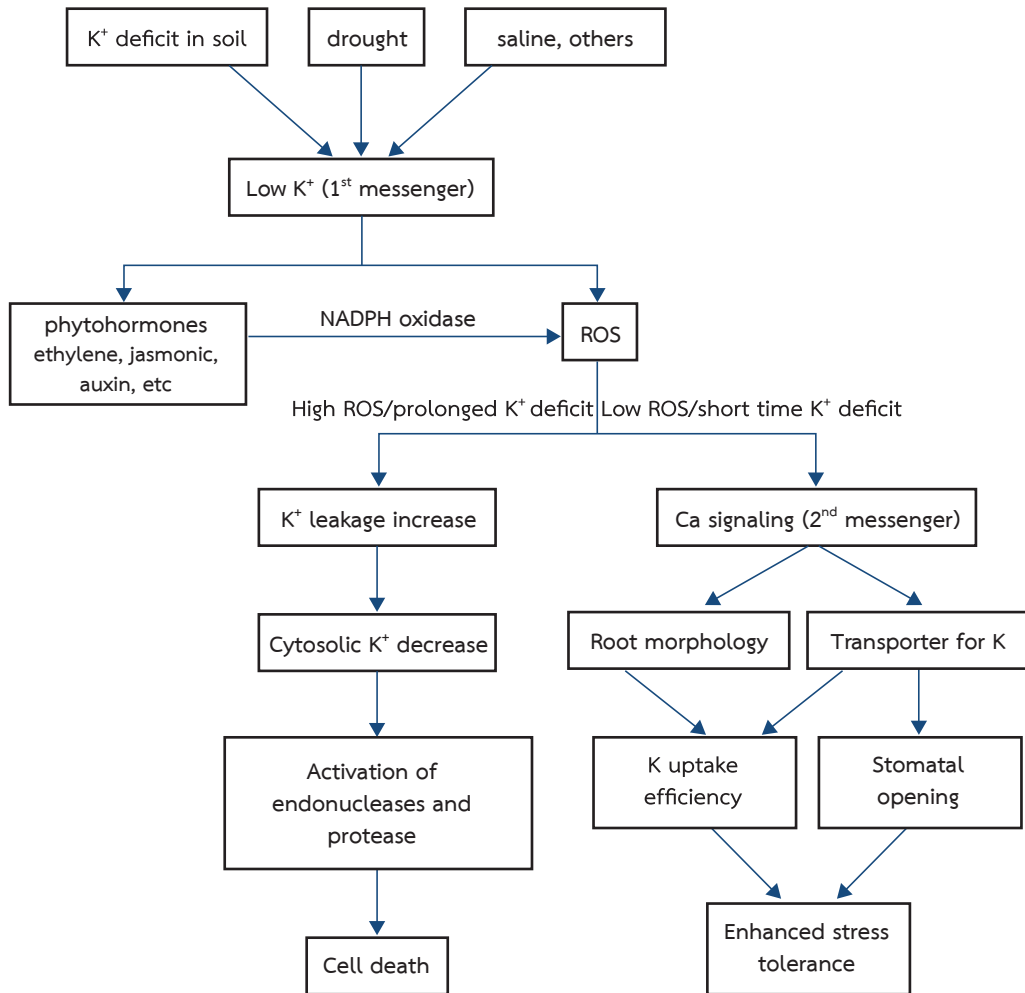 K⁺ deficit in soil
drought
saline, others
Low K⁺ (1ˢᵗ messenger)
phytohormones
ethylene, jasmonic,
auxin, etc
NADPH oxidase
ROS
High ROS/prolonged K⁺ deficit
Low ROS/short time K⁺ deficit
K⁺ leakage increase
Ca signaling (2ⁿᵈ messenger)
Cytosolic K⁺ decrease
Root morphology
Transporter for K
Activation of
endonucleases and
protease
K uptake
efficiency
Stomatal
opening
Cell death
Enhanced stress
tolerance